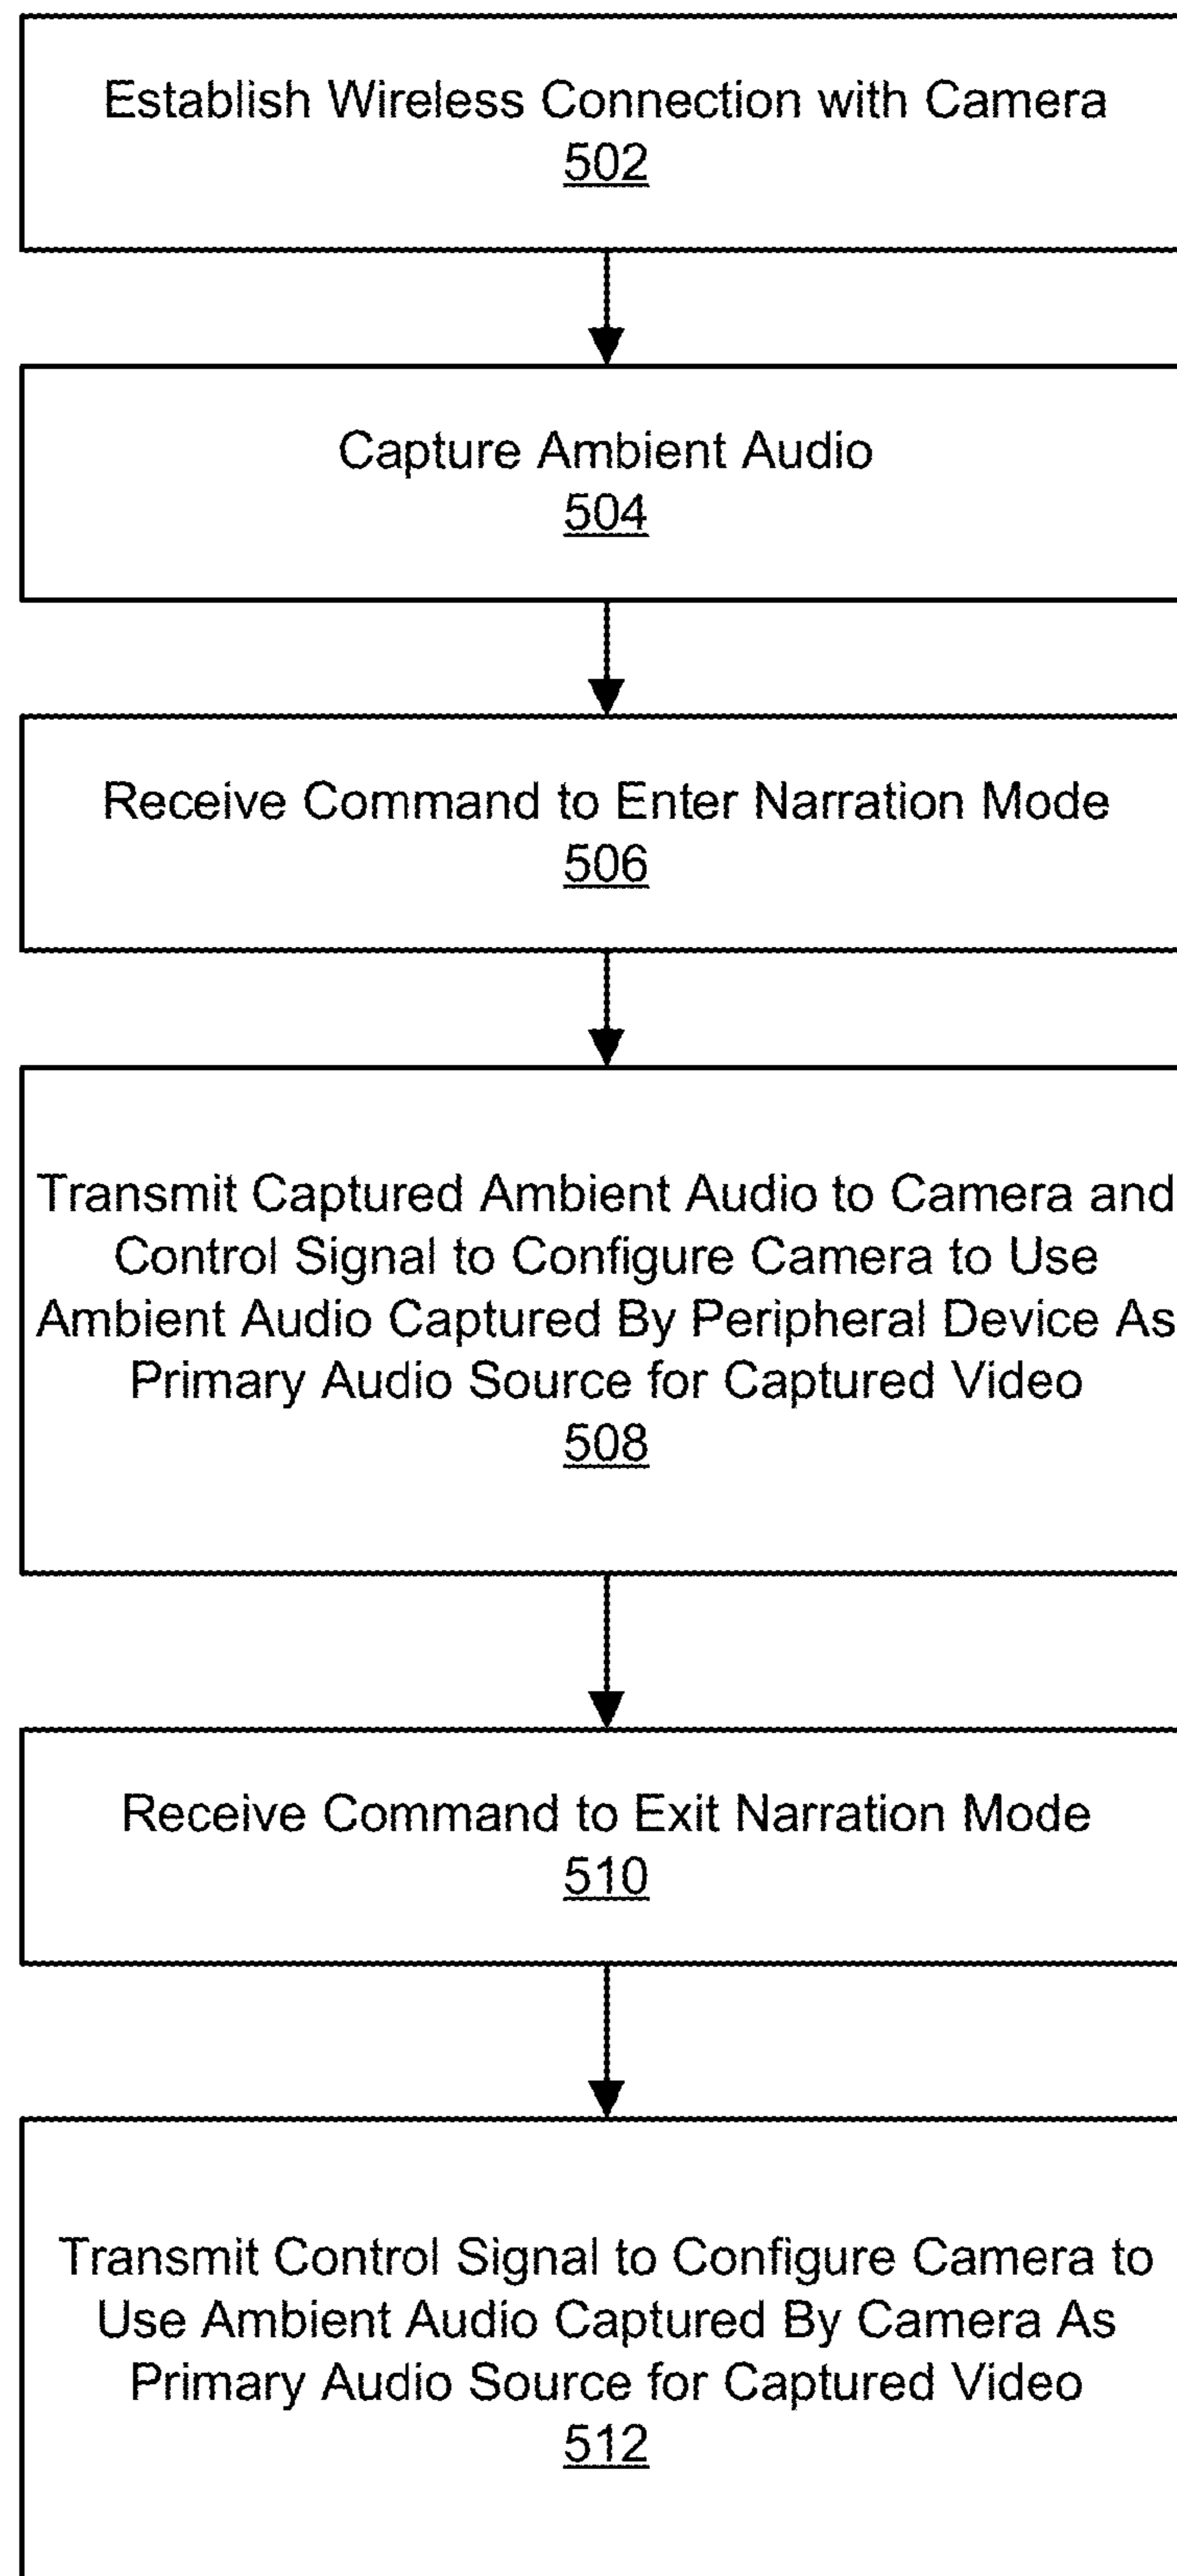 Establish Wireless Connection with Camera
502
Capture Ambient Audio
504
Receive Command to Enter Narration Mode
506
Transmit Captured Ambient Audio to Camera and
Control Signal to Configure Camera to Use
Ambient Audio Captured By Peripheral Device As
Primary Audio Source for Captured Video
508
Receive Command to Exit Narration Mode
510
Transmit Control Signal to Configure Camera to
Use Ambient Audio Captured By Camera As
Primary Audio Source for Captured Video
512